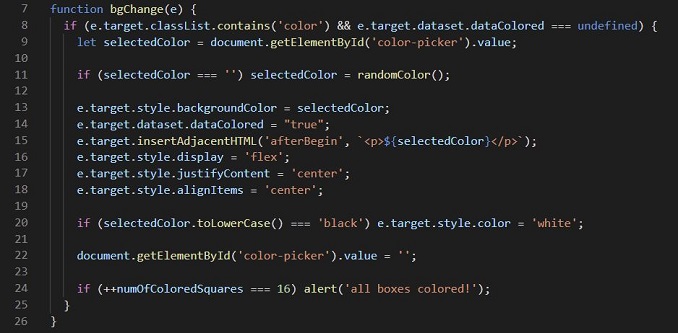 7 function bgChange(e) {
8 if (e.target.classList.contains('color') && e.target.dataset.dataColored === undefined) {
9 let selectedColor = document.getElementById('color-picker').value;
10
11 if (selectedColor === '') selectedColor = randomColor();
12
13 e.target.style.backgroundColor = selectedColor;
14 e.target.dataset.dataColored = "true";
15 e.target.insertAdjacentHTML('afterBegin', `<p>${selectedColor}</p>`);
16 e.target.style.display = 'flex';
17 e.target.style.justifyContent = 'center';
18 e.target.style.alignItems = 'center';
19
20 if (selectedColor.toLowerCase() === 'black') e.target.style.color = 'white';
21
22 document.getElementById('color-picker').value = '';
23
24 if (++numOfColoredSquares === 16) alert('all boxes colored!');
25 }
26 }